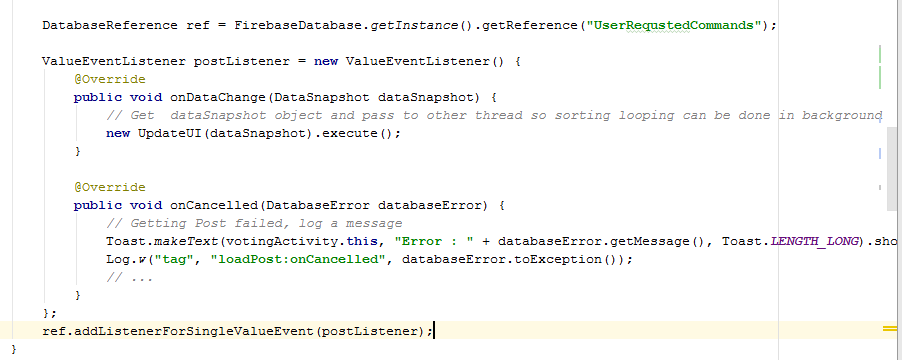 DatabaseReference ref = FirebaseDatabase.getInstance().getReference("UserRequstedCommands");
ValueEventListener postListener = new ValueEventListener() {
@Override
public void onDataChange(DataSnapshot dataSnapshot) {
// Get  dataSnapshot object and pass to other thread so sorting looping can be done in background
new UpdateUI(dataSnapshot).execute();
}
@Override
public void onCancelled(DatabaseError databaseError) {
// Getting Post failed, log a message
Toast.makeText(votingActivity.this, "Error : " + databaseError.getMessage(), Toast.LENGTH_LONG).sho
Log.w("tag", "loadPost:onCancelled", databaseError.toException());
// ...
}
};
ref.addListenerForSingleValueEvent(postListener);
}